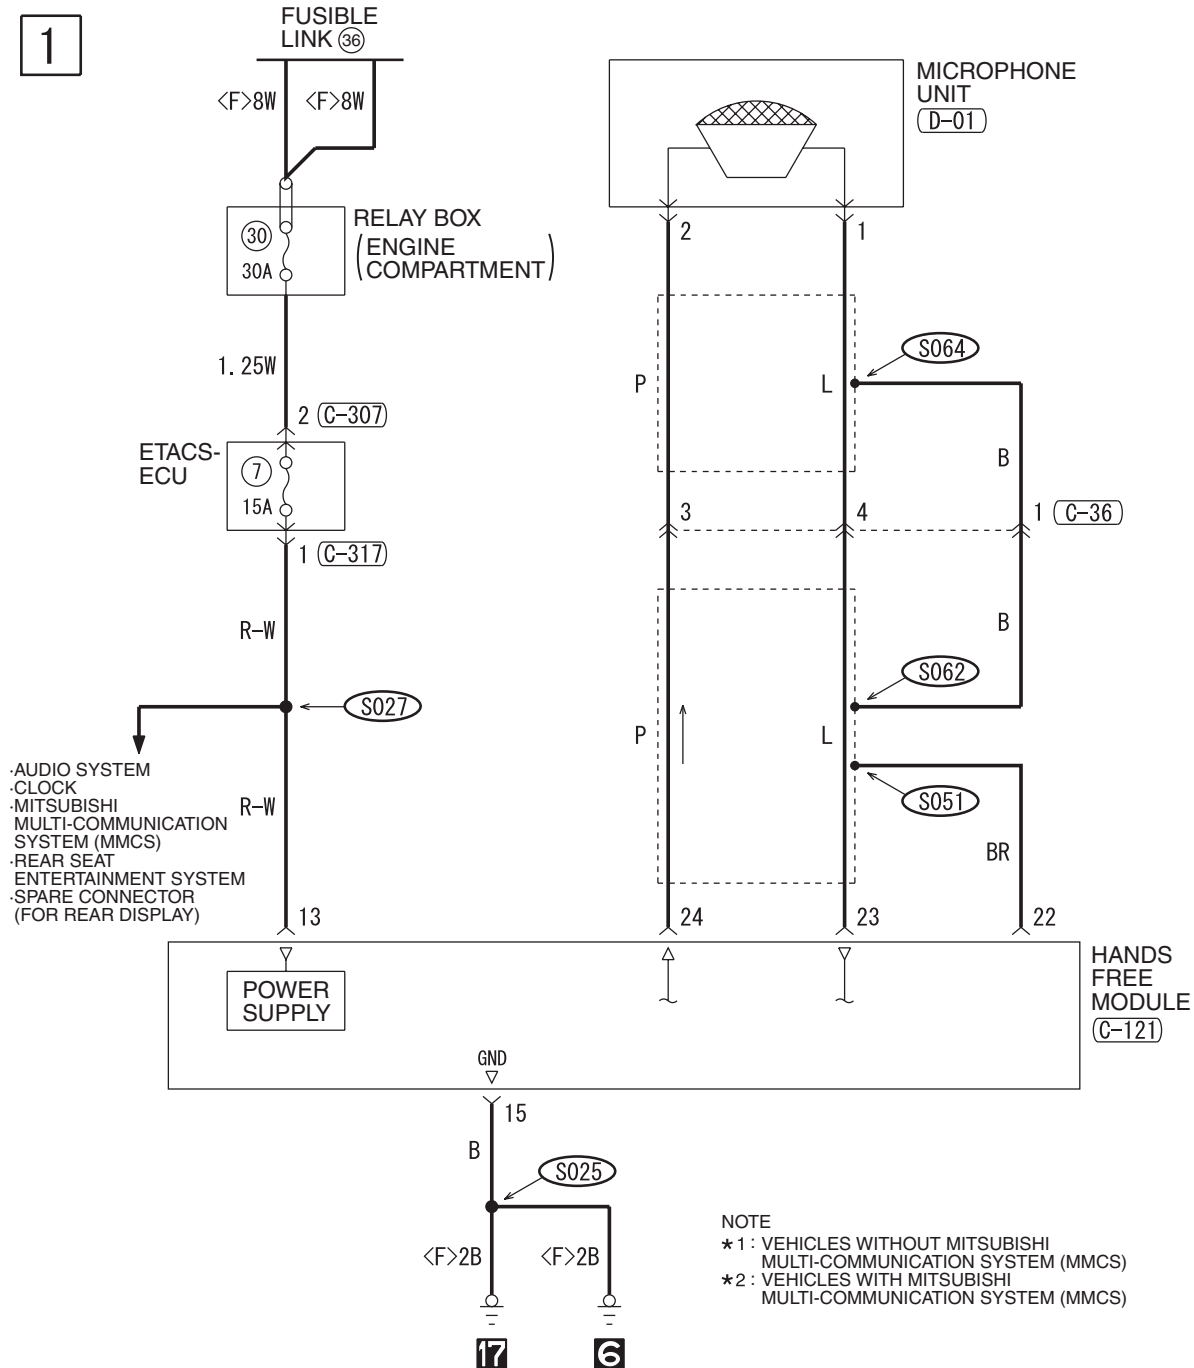 1
FUSIBLE
LINK 36
<F>8W <F>8W
MICROPHONE
UNIT
D-01
30
30A
RELAY BOX
(ENGINE
COMPARTMENT)
2 1
1.25W
S064
P L
2 C-307
ETACS-
ECU
7
15A
B
3 4 1 C-36
1 C-317
R-W
B
S062
S027
P L
·AUDIO SYSTEM
·CLOCK
·MITSUBISHI
MULTI-COMMUNICATION
SYSTEM (MMCS)
·REAR SEAT
ENTERTAINMENT SYSTEM
·SPARE CONNECTOR
(FOR REAR DISPLAY)
R-W
S051
BR
13 24 23 22
POWER
SUPPLY
HANDS
FREE
MODULE
C-121
GND
15
B
S025
<F>2B <F>2B
17 6
NOTE
*1: VEHICLES WITHOUT MITSUBISHI
MULTI-COMMUNICATION SYSTEM (MMCS)
*2: VEHICLES WITH MITSUBISHI
MULTI-COMMUNICATION SYSTEM (MMCS)